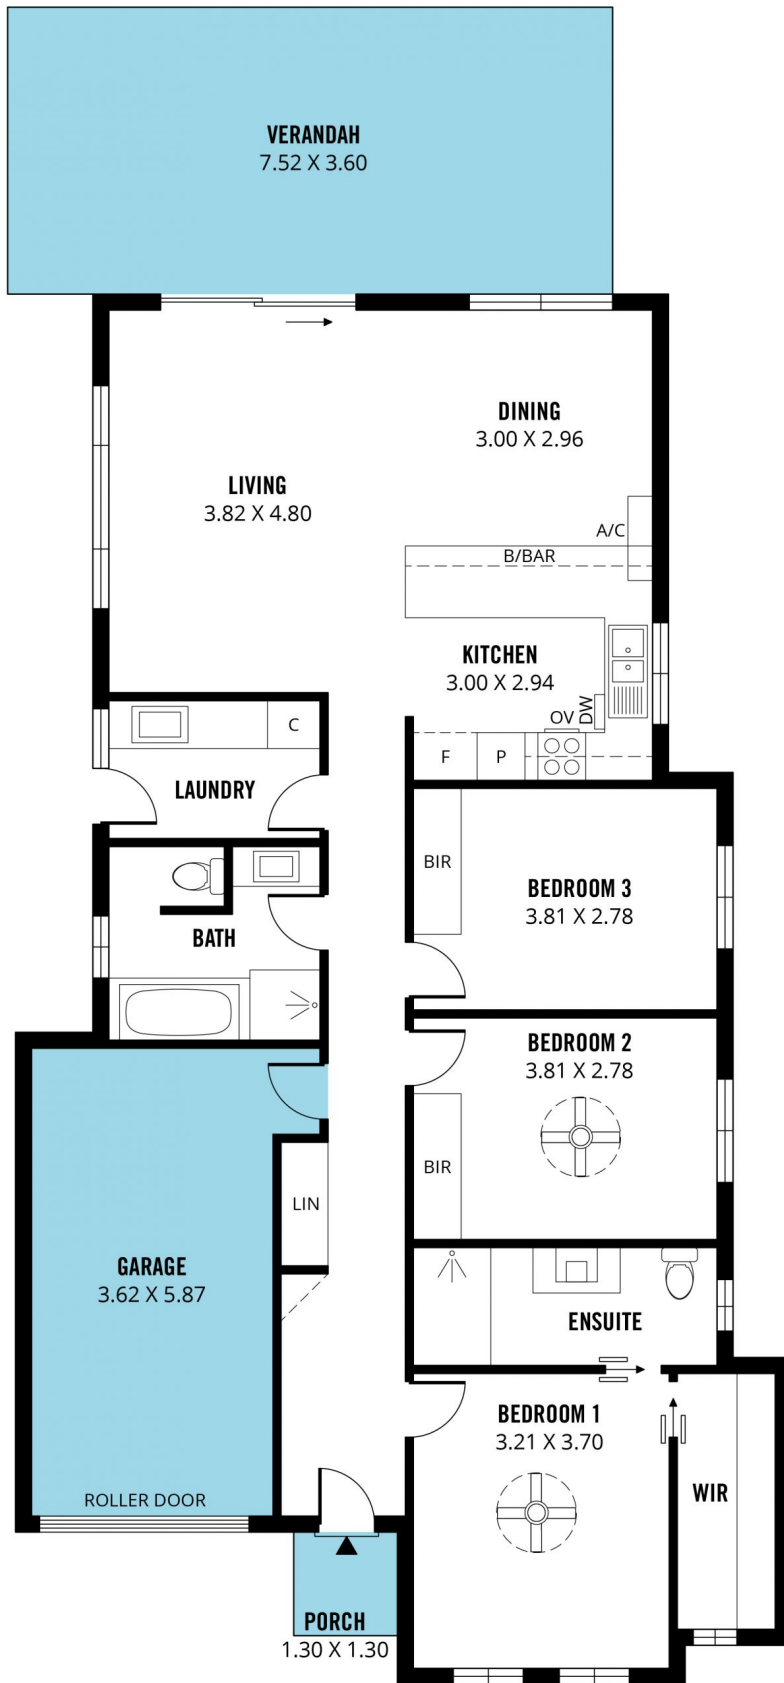 VERANDAH
7.52 X 3.60
DINING
3.00 X 2.96
LIVING
3.82 X 4.80
A/C
B/BAR
KITCHEN
3.00 X 2.94
DW
OV
C
F
P
LAUNDRY
BIR
BEDROOM 3
3.81 X 2.78
BATH
BEDROOM 2
3.81 X 2.78
BIR
LIN
GARAGE
3.62 X 5.87
ENSUITE
BEDROOM 1
3.21 X 3.70
WIR
ROLLER DOOR
PORCH
1.30 X 1.30